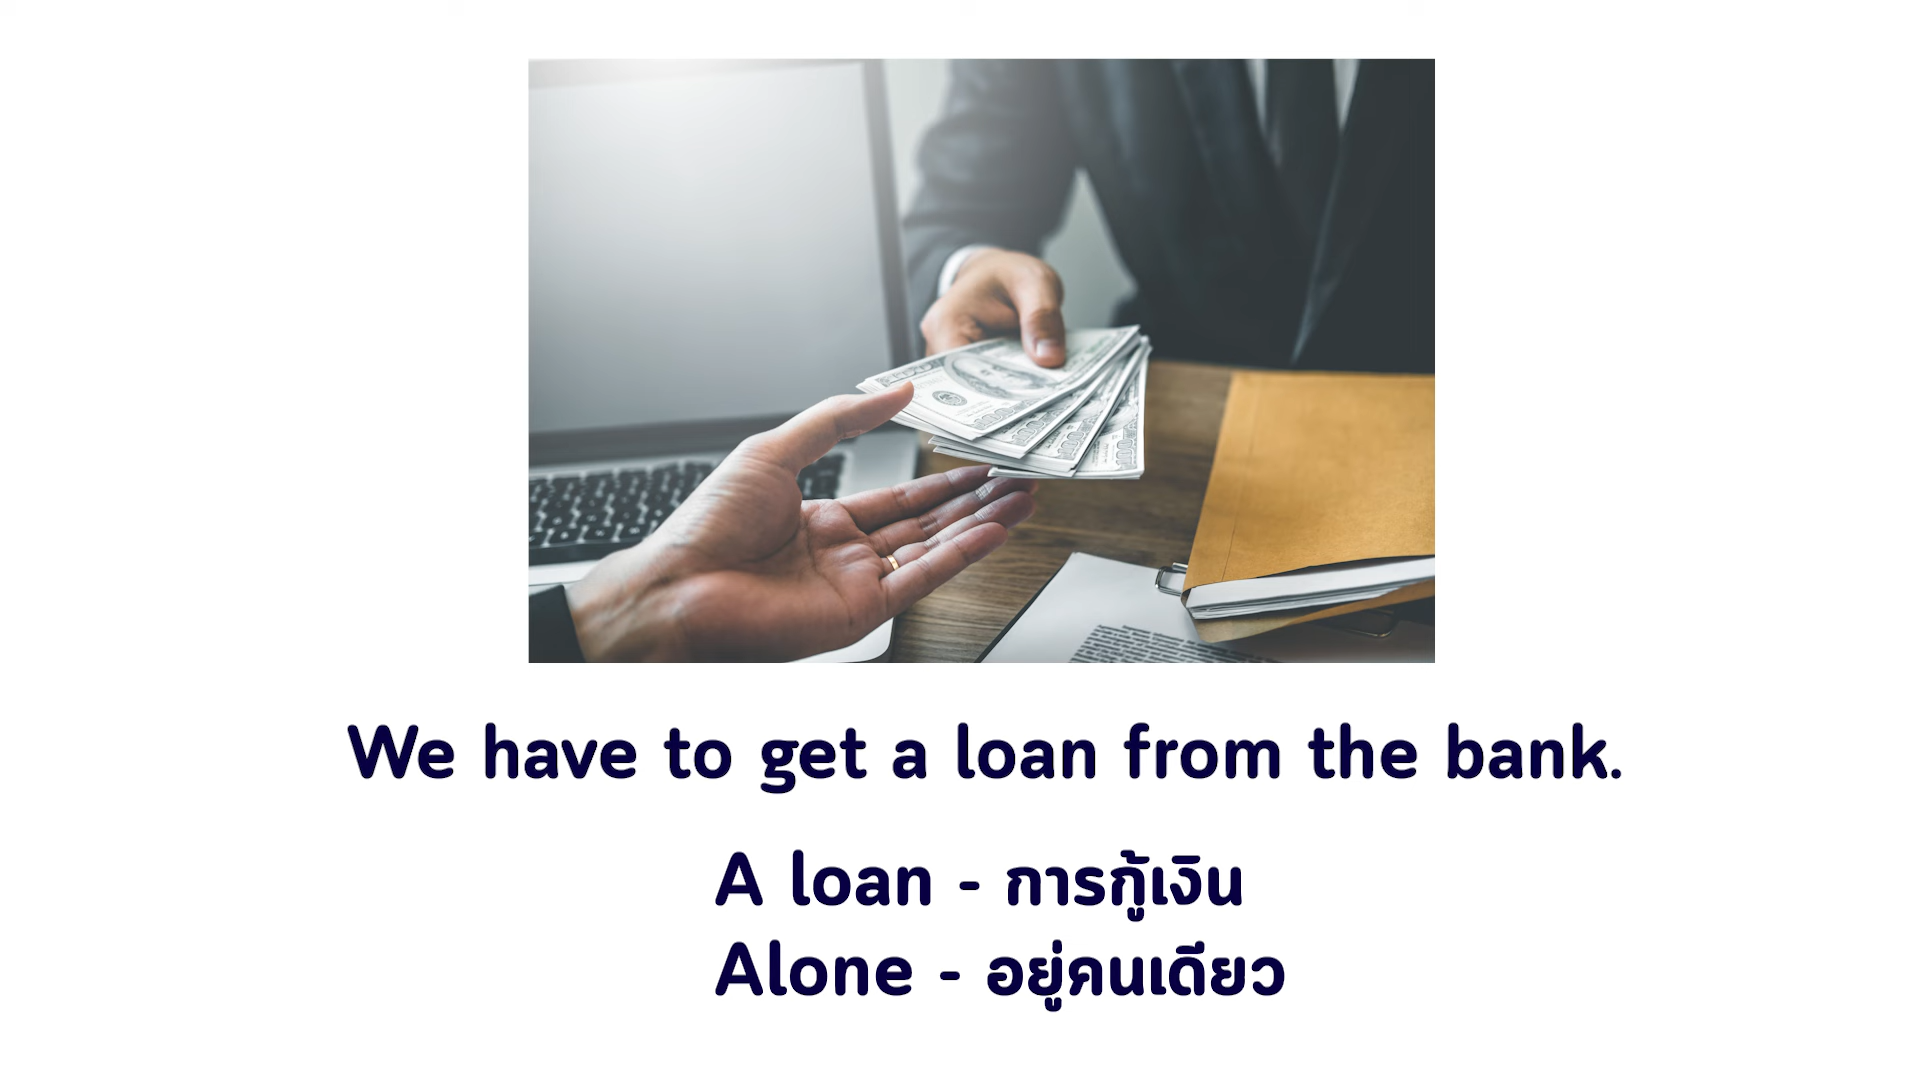 We have to get a loan from the bank.
A loan - การกู้เงิน
Alone - อยู่คนเดียว